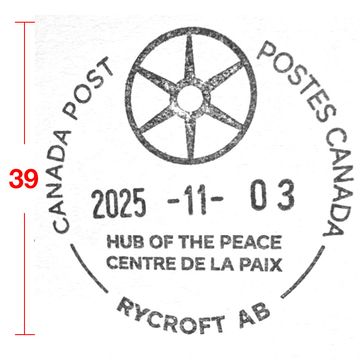 CANADA POST
POSTES CANADA
39
2025 -11- 03
HUB OF THE PEACE
CENTRE DE LA PAIX
RYCROFT AB